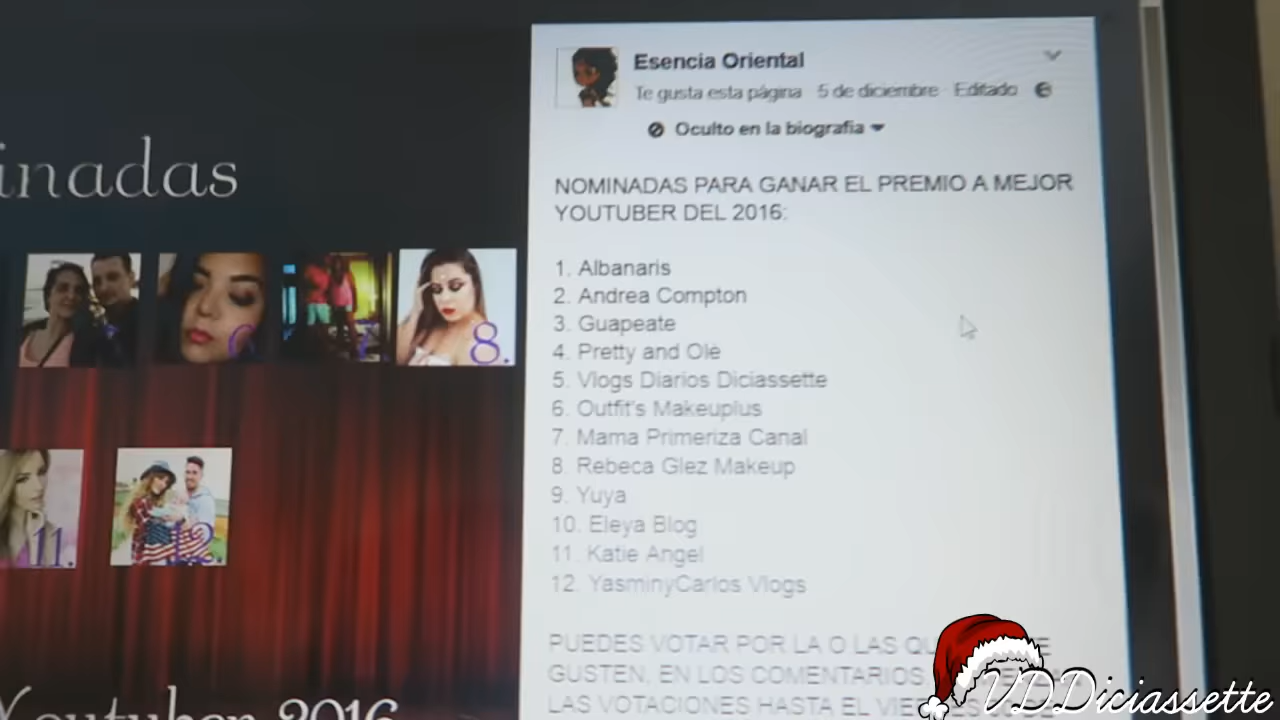 inadas
8.
11.
12.
Youtuber 2016
Esencia Oriental
Te gusta esta página · 5 de diciembre · Editado
Oculto en la biografía
NOMINADAS PARA GANAR EL PREMIO A MEJOR
YOUTUBER DEL 2016:
1. Albanaris
2. Andrea Compton
3. Guapeate
4. Pretty and Olé
5. Vlogs Diarios Diciassette
6. Outfit's Makeuplus
7. Mama Primeriza Canal
8. Rebeca Glez Makeup
9. Yuya
10. Eleya Blog
11. Katie Angel
12. YasminyCarlos Vlogs
PUEDES VOTAR POR LA O LAS
GUSTEN. EN LOS COMENTARIOS.
LAS VOTACIONES HASTA EL
VDDiciassette